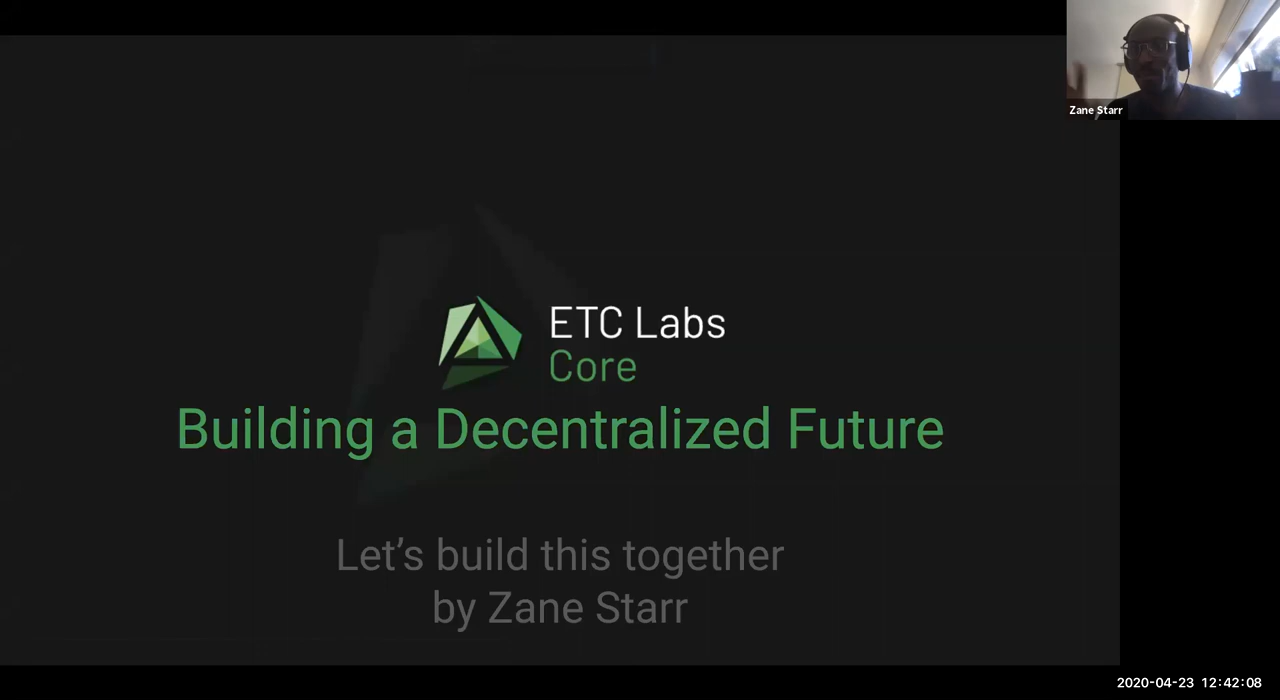 Zane Starr
ETC Labs
Core
Building a Decentralized Future
Let’s build this together
by Zane Starr
2020-04-23 12:42:08